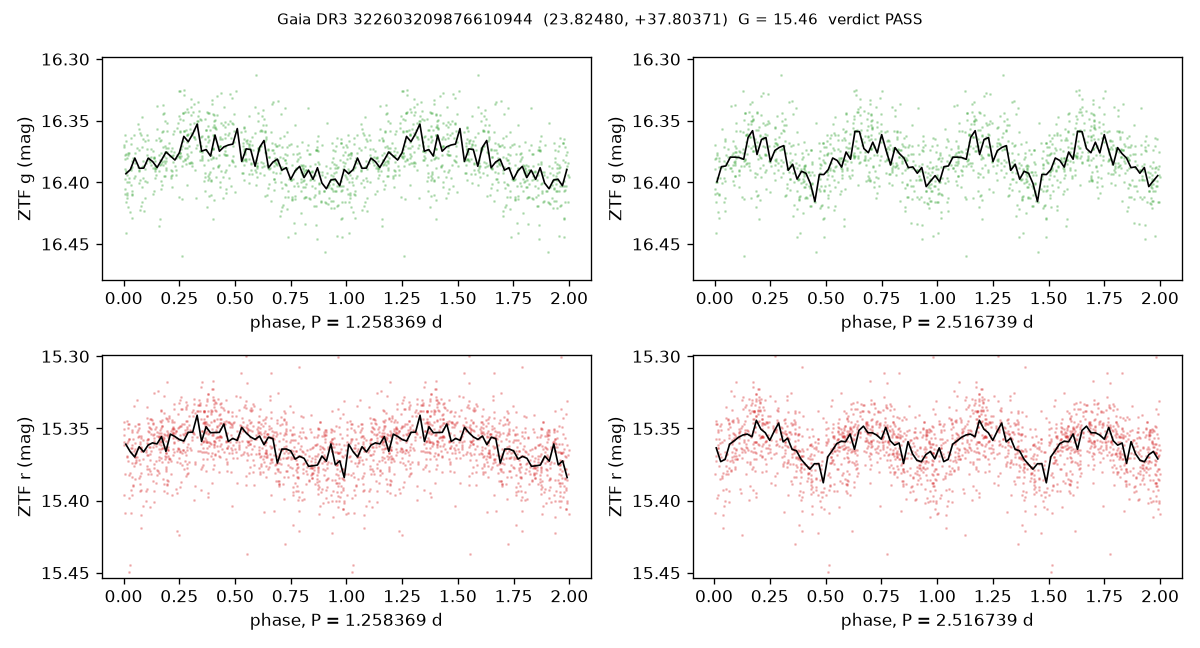 Gaia DR3 322603209876610944  (23.82480, +37.80371)  G = 15.46  verdict PASS
16.30
16.35
16.40
16.45
ZTF g (mag)
0.00 0.25 0.50 0.75 1.00 1.25 1.50 1.75 2.00
phase, P = 1.258369 d
16.30
16.35
16.40
16.45
ZTF g (mag)
0.00 0.25 0.50 0.75 1.00 1.25 1.50 1.75 2.00
phase, P = 2.516739 d
15.30
15.35
15.40
15.45
ZTF r (mag)
0.00 0.25 0.50 0.75 1.00 1.25 1.50 1.75 2.00
phase, P = 1.258369 d
15.30
15.35
15.40
15.45
ZTF r (mag)
0.00 0.25 0.50 0.75 1.00 1.25 1.50 1.75 2.00
phase, P = 2.516739 d